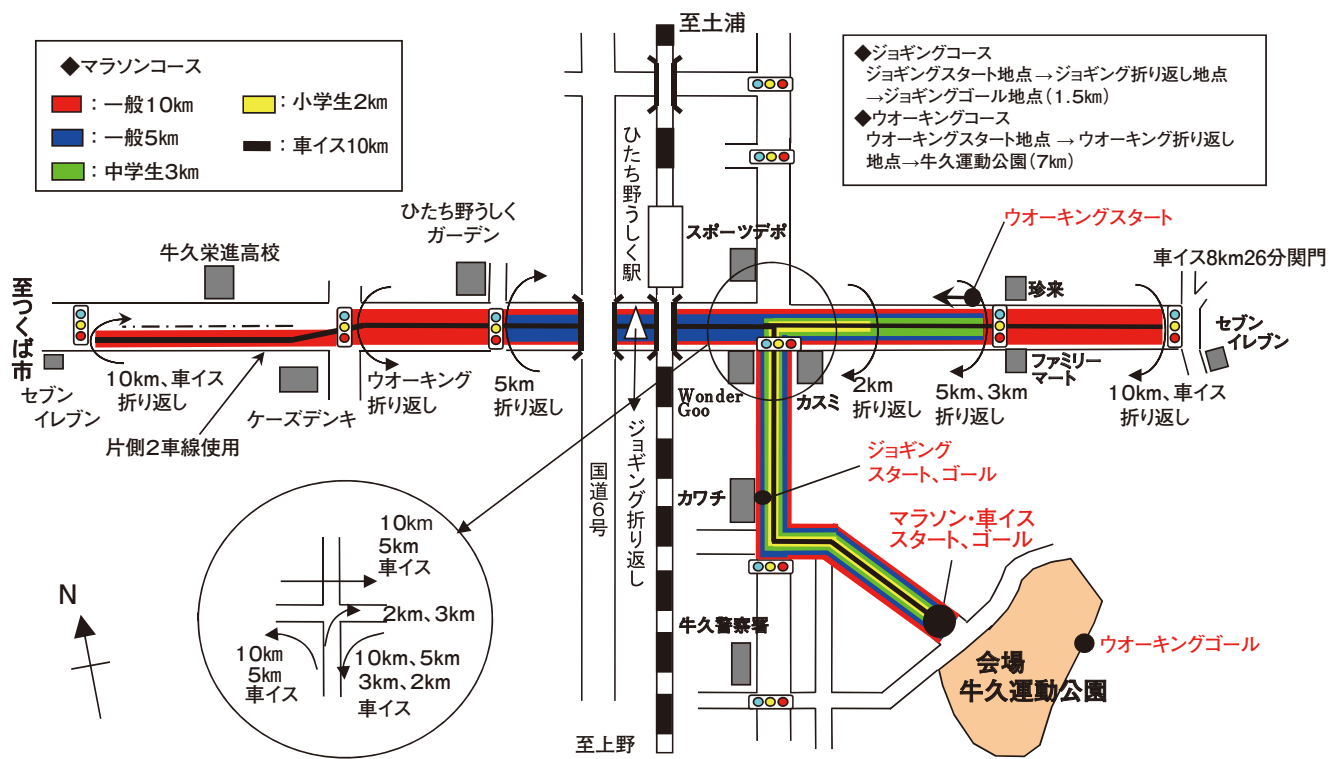 至土浦
◆マラソンコース
：一般10km
：小学生2km
：一般5km
：車イス10km
：中学生3km
◆ジョギングコース
ジョギングスタート地点→ジョギング折り返し地点
→ジョギングゴール地点(1.5km)
◆ウオーキングコース
ウオーキングスタート地点 → ウオーキング折り返し
地点→牛久運動公園(7km)
ひたち野うしく駅
ひたち野うしく
ガーデン
牛久栄進高校
スポーツデポ
ウオーキングスタート
車イス8km26分関門
珍来
至つくば市
セブン
イレブン
セブン
イレブン
10km、車イス
折り返し
ケーズデンキ
片側2車線使用
ウオーキング
折り返し
5km
折り返し
Wonder
Goo
カスミ
2km
折り返し
5km、3km
折り返し
ファミリー
マート
10km、車イス
折り返し
ジョギング折り返し
国道6号
カワチ
ジョギング
スタート、ゴール
マラソン・車イス
スタート、ゴール
10km
5km
車イス
2km、3km
10km
5km
車イス
10km、5km
3km、2km
車イス
N
牛久警察署
ウオーキングゴール
会場
牛久運動公園
至上野